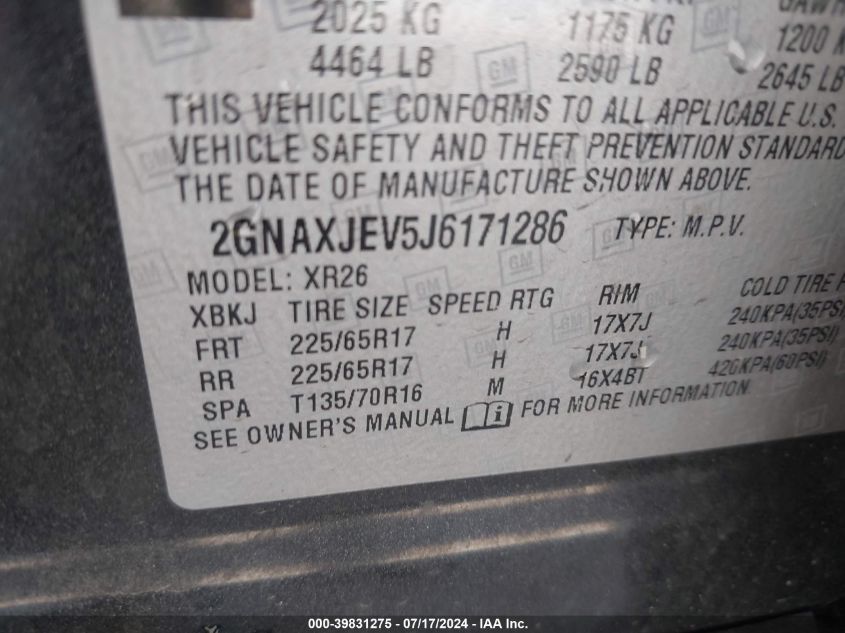 2025 KG 1175 KG
4464 LB 2590 LB 1200
2645 LB
THIS VEHICLE CONFORMS TO ALL APPLICABLE U.S.
VEHICLE SAFETY AND THEFT PREVENTION STANDARD
THE DATE OF MANUFACTURE SHOWN ABOVE.
2GNAXJEV5J6171286 TYPE: M.P.V.
MODEL: XR26
XBKJ TIRE SIZE SPEED RTG RIM COLD TIRE
FRT 225/65R17 H 17X7J 240KPA(35PSI)
RR 225/65R17 H 17X7J 240KPA(35PSI)
SPA T135/70R16 M 16X4BT 420KPA(60PSI)
SEE OWNER'S MANUAL i FOR MORE INFORMATION.
000-39831275 - 07/17/2024 - IAA Inc.